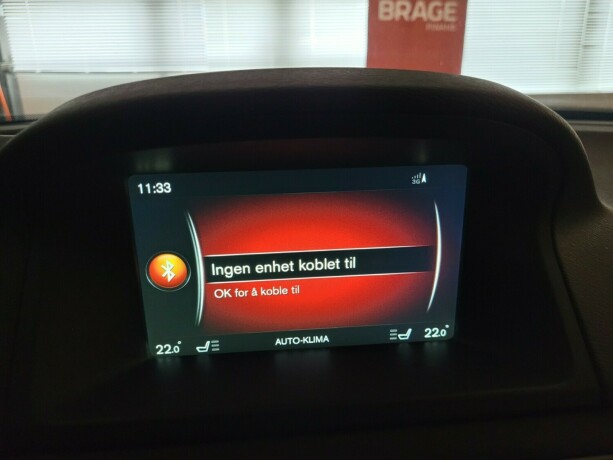 BRAGE
11:33
3G
Ingen enhet koblet til
OK for å koble til
22.0°
AUTO-KLIMA
22.0°